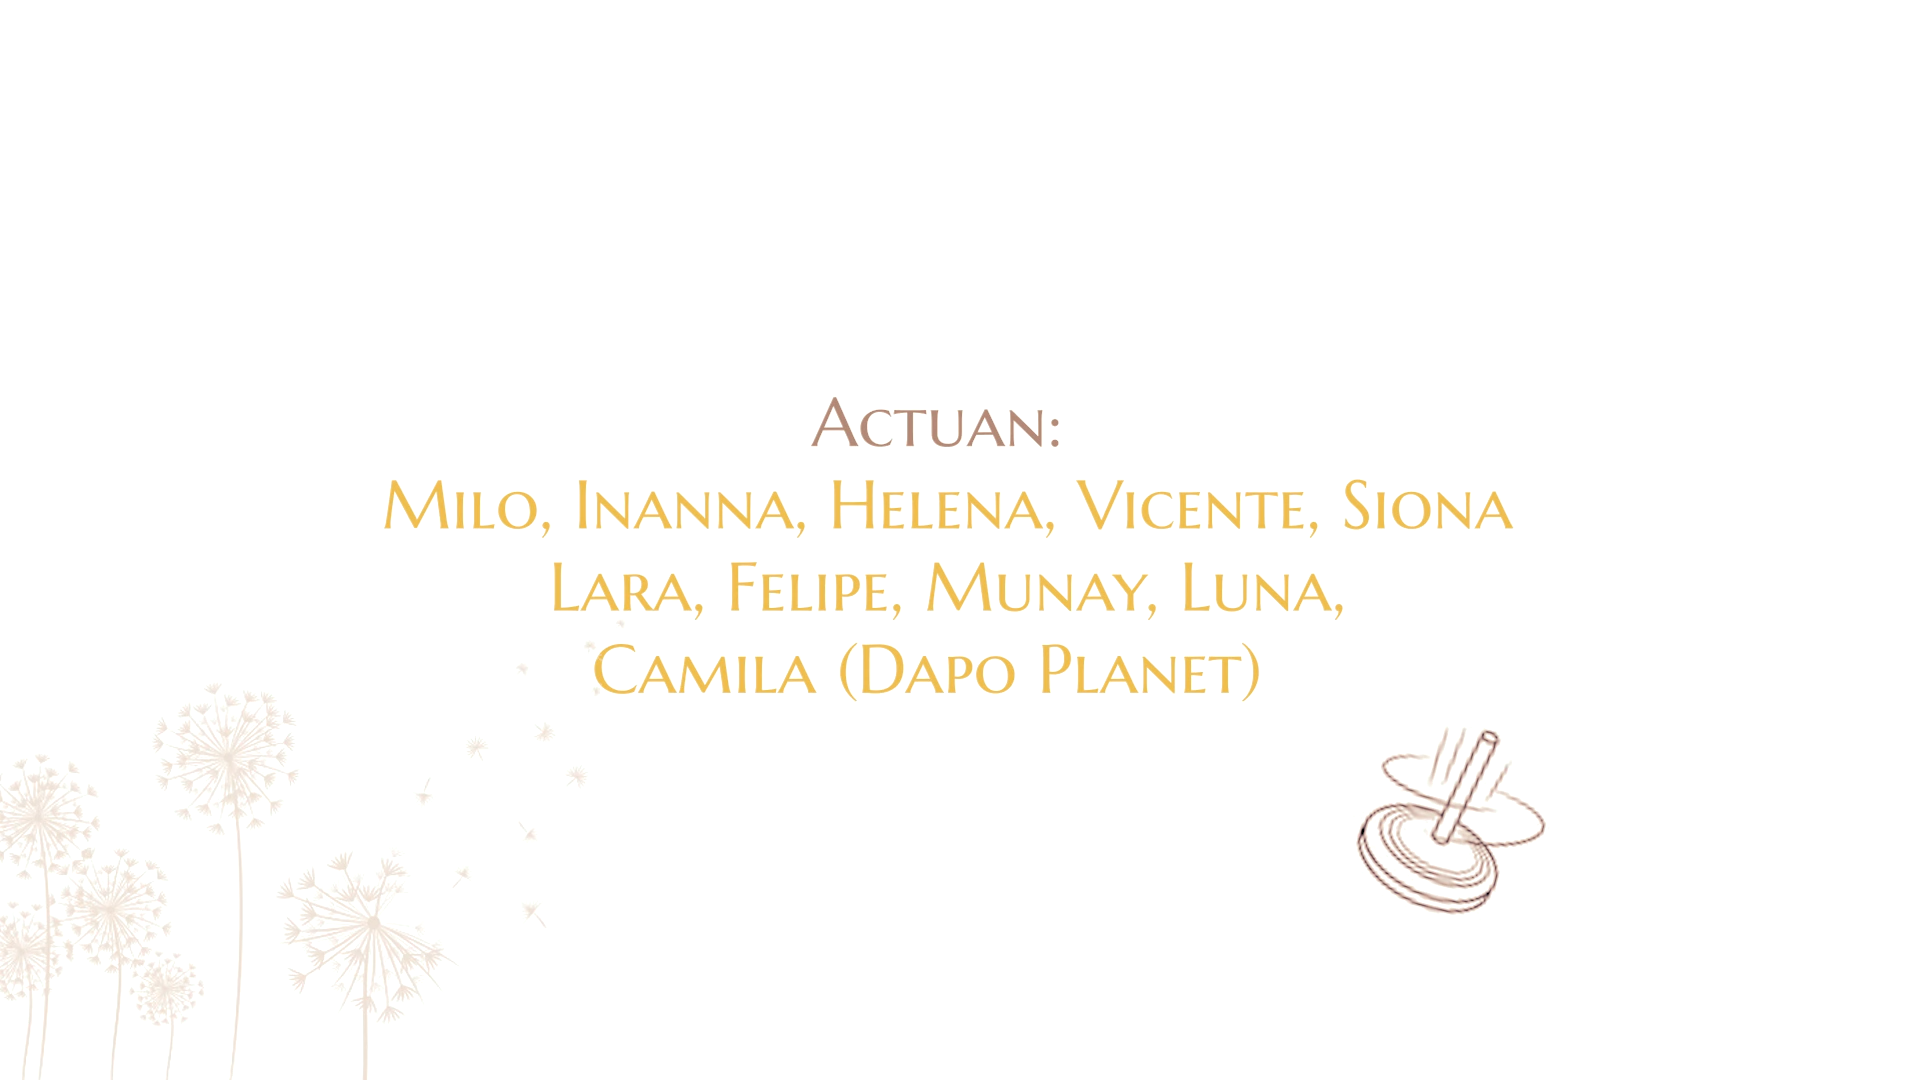 Actuan:
Milo, Inanna, Helena, Vicente, Siona
Lara, Felipe, Munay, Luna,
Camila (Dapo Planet)